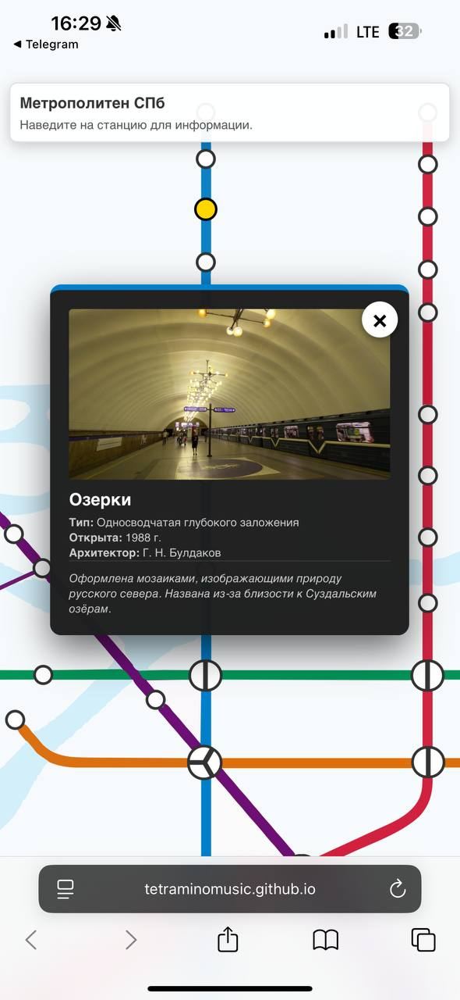 16:29
LTE
32
Telegram
Метрополитен СПб
Наведите на станцию для информации.
Озерки
Тип: Односводчатая глубокого заложения
Открыта: 1988 г.
Архитектор: Г. Н. Булдаков
Оформлена мозаиками, изображающими природу
русского севера. Названа из-за близости к Суздальским
озёрам.
tetraminomusic.github.io